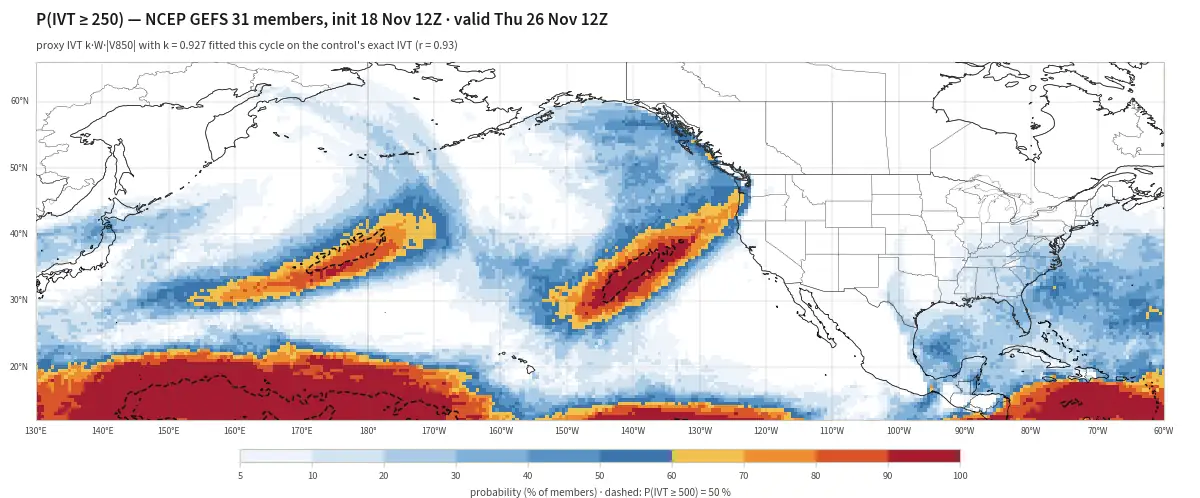 P(IVT ≥ 250) — NCEP GEFS 31 members, init 18 Nov 12Z · valid Thu 26 Nov 12Z
proxy IVT k·W·|V850| with k = 0.927 fitted this cycle on the control's exact IVT (r = 0.93)
60°N
50°N
40°N
30°N
20°N
130°E 140°E 150°E 160°E 170°E 180°E 170°W 160°W 150°W 140°W 130°W 120°W 110°W 100°W 90°W 80°W 70°W 60°W
5 10 20 30 40 50 60 70 80 90 100
probability (% of members) · dashed: P(IVT ≥ 500) = 50 %